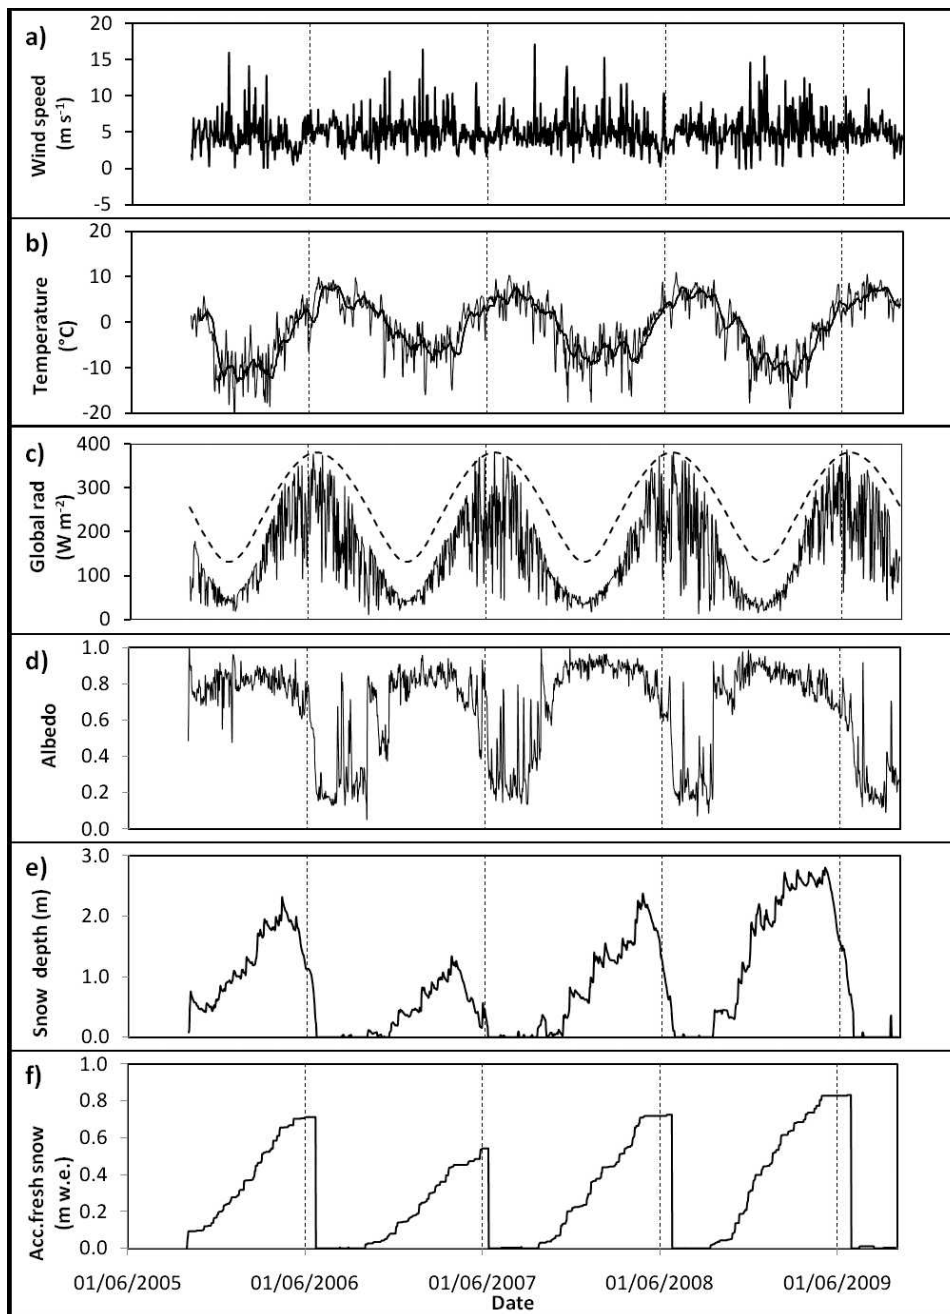 a)
Wind speed
(m s⁻¹)
20
15
10
5
0
-5
b)
Temperature
(°C)
20
10
0
-10
-20
c)
Global rad
(W m⁻²)
400
300
200
100
0
d)
Albedo
1.0
0.8
0.6
0.4
0.2
0.0
e)
Snow depth (m)
3.0
2.0
1.0
0.0
f)
Acc.fresh snow
(m w.e.)
1.0
0.8
0.6
0.4
0.2
0.0
01/06/2005 01/06/2006 01/06/2007 01/06/2008 01/06/2009
Date